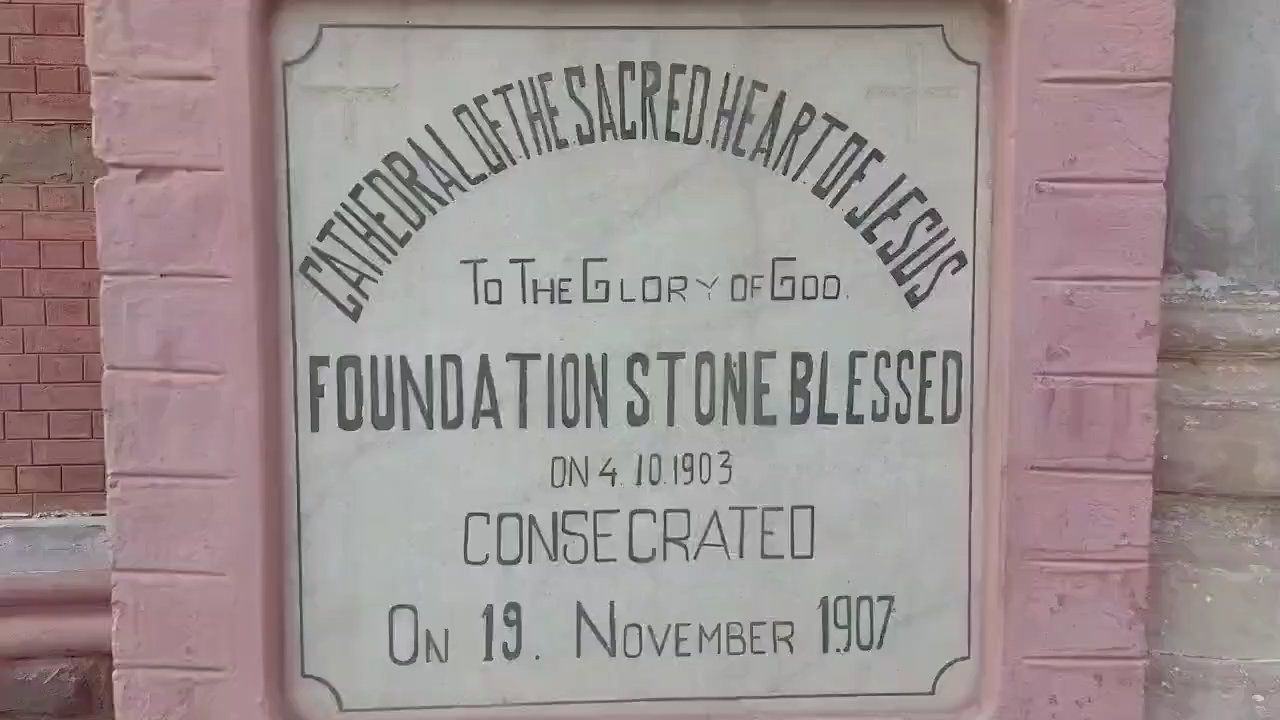 CATHEDRAL OF THE SACRED HEART OF JESUS
TO THE GLORY OF GOD.
FOUNDATION STONE BLESSED
ON 4.10.1903
CONSECRATED
ON 19. NOVEMBER 1907